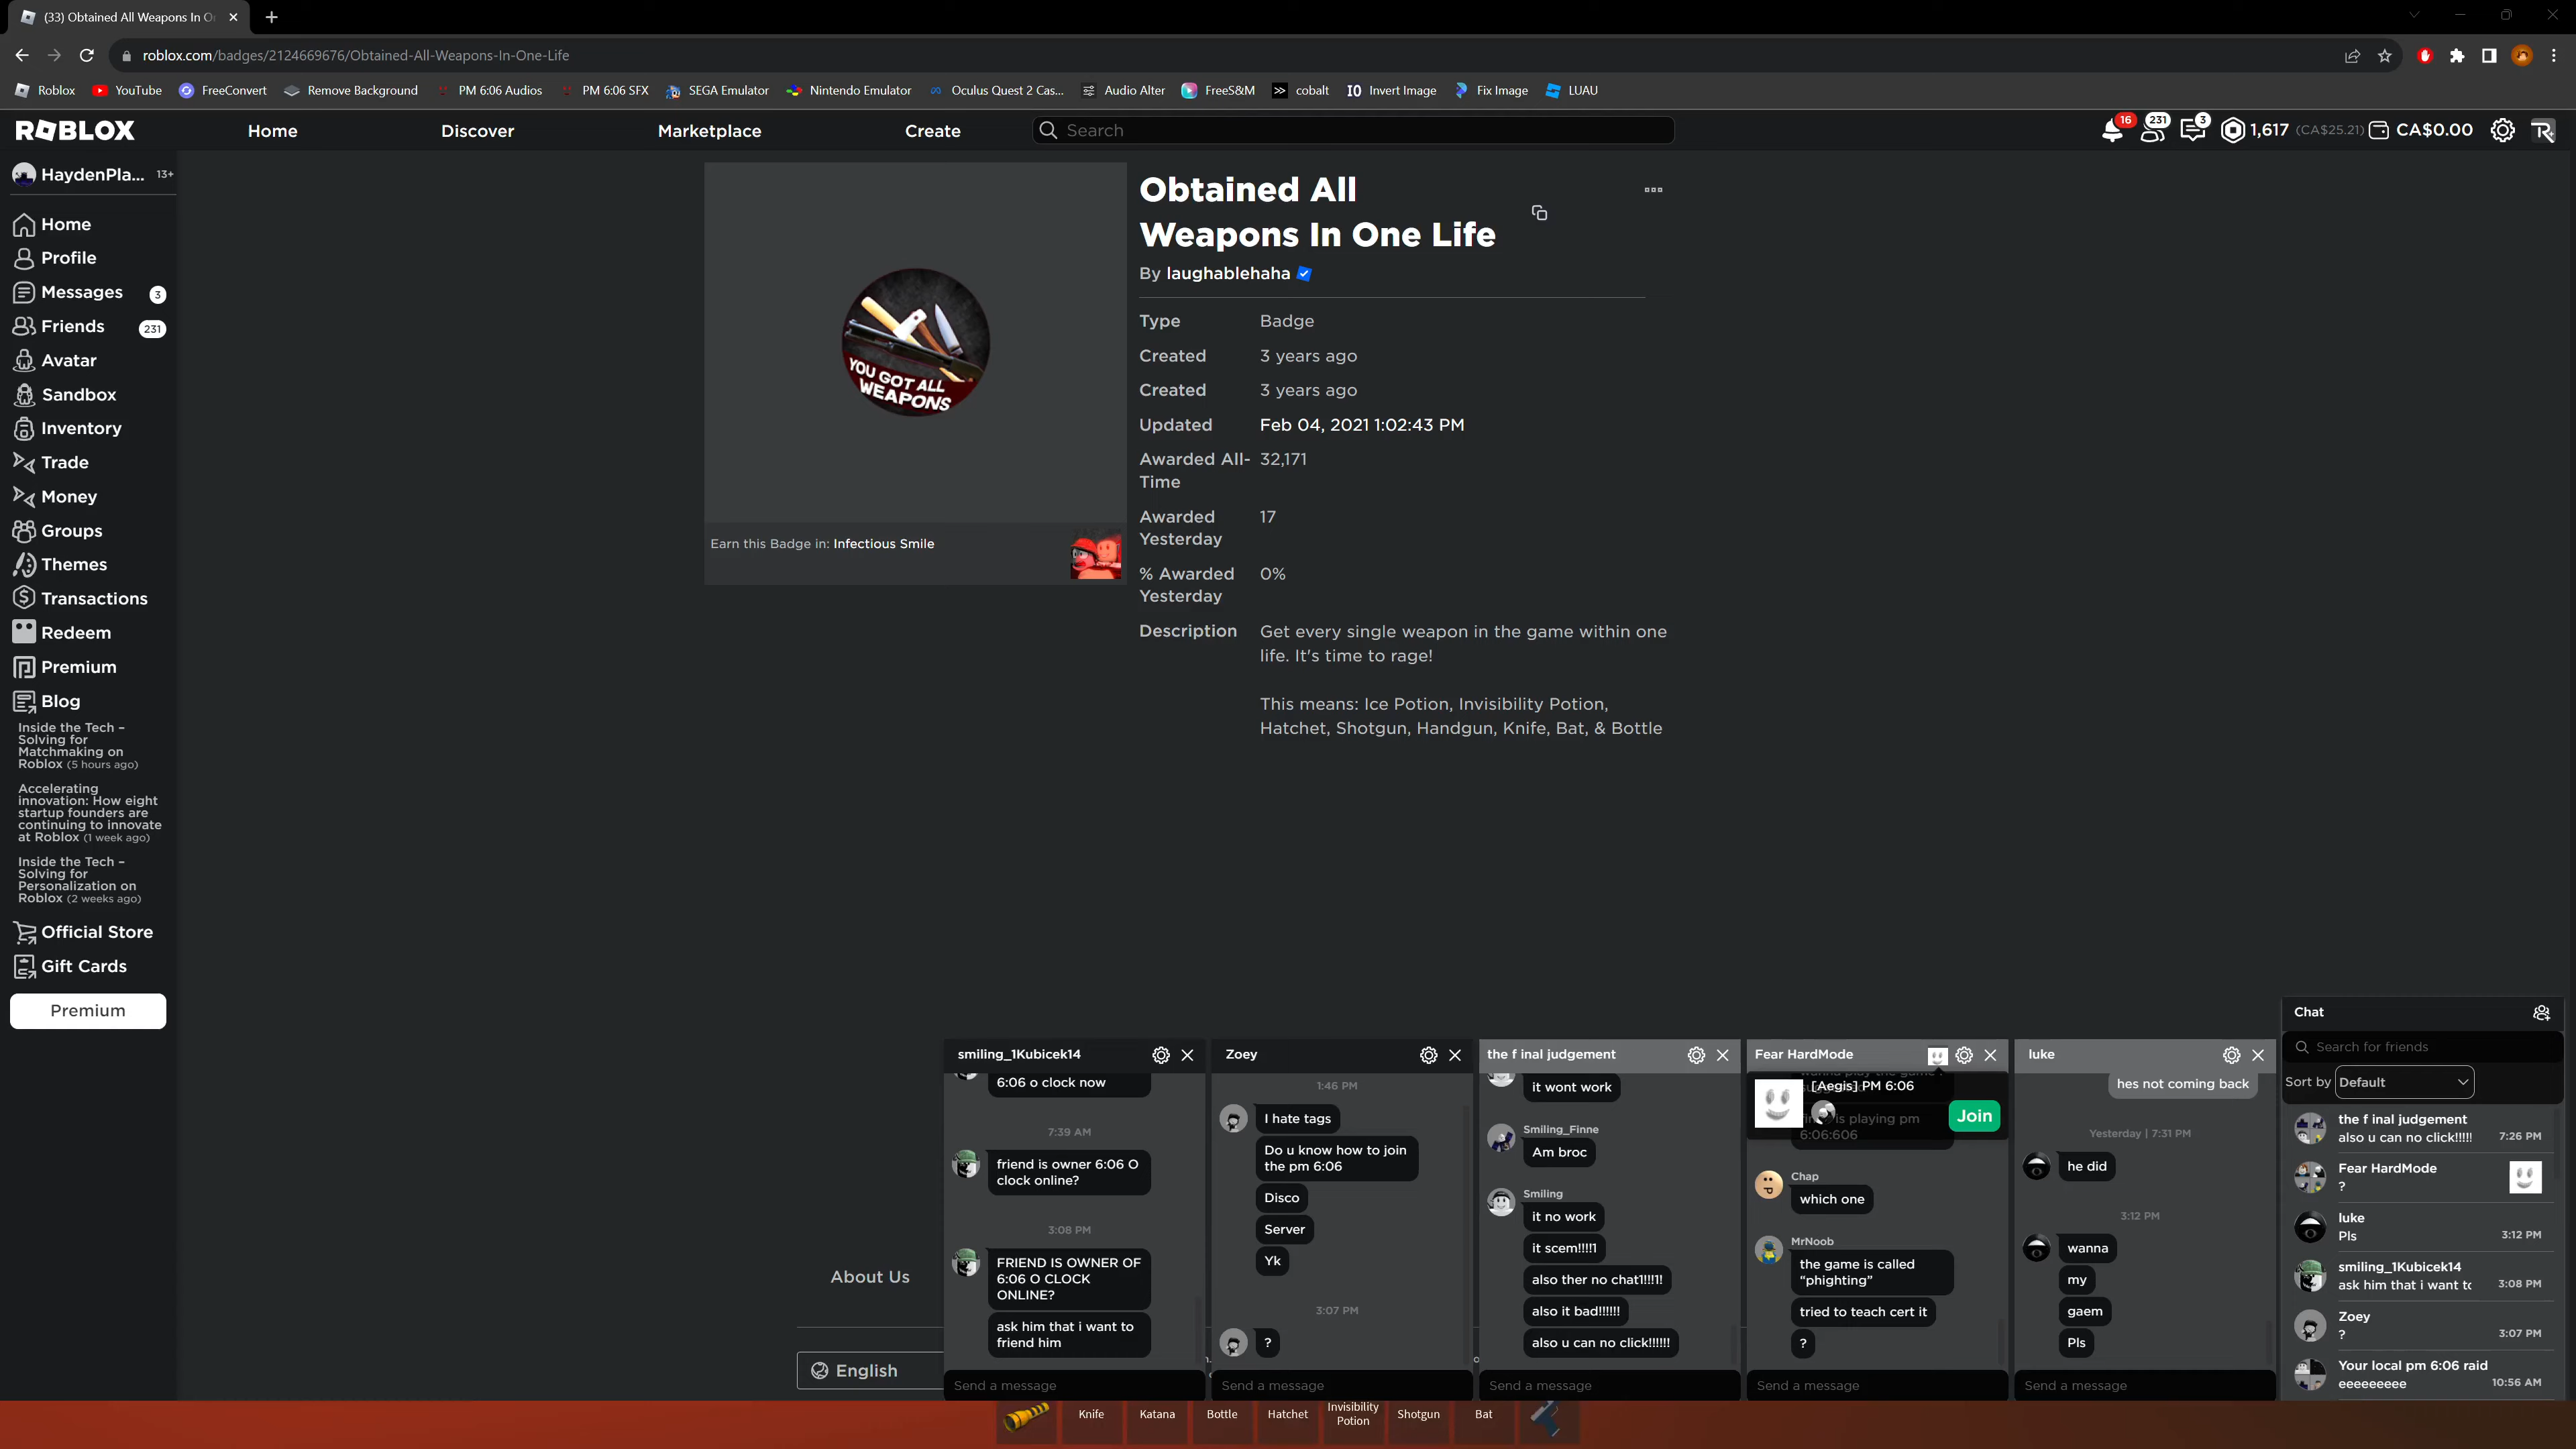 (33) Obtained All Weapons In O
roblox.com/badges/2124669676/Obtained-All-Weapons-In-One-Life
Roblox YouTube FreeConvert Remove Background PM 6:06 Audios PM 6:06 SFX SEGA Emulator Nintendo Emulator Oculus Quest 2 Cas... Audio Alter FreeS&M cobalt Invert Image Fix Image LUAU
ROBLOX Home Discover Marketplace Create Search 16 231 3 1,617 (CA$25.21) CA$0.00
HaydenPla... 13+
Home
Profile
Messages 3
Friends 231
Avatar
Sandbox
Inventory
Trade
Money
Groups
Themes
Transactions
Redeem
Premium
Blog
Inside the Tech –
Solving for
Matchmaking on
Roblox (5 hours ago)
Accelerating
innovation: How eight
startup founders are
continuing to innovate
at Roblox (1 week ago)
Inside the Tech –
Solving for
Personalization on
Roblox (2 weeks ago)
Official Store
Gift Cards
Premium
YOU GOT ALL
WEAPONS
Earn this Badge in: Infectious Smile
Obtained All
Weapons In One Life
By laughablehaha
Type Badge
Created 3 years ago
Created 3 years ago
Updated Feb 04, 2021 1:02:43 PM
Awarded All-
Time 32,171
Awarded
Yesterday 17
% Awarded
Yesterday 0%
Description Get every single weapon in the game within one
life. It's time to rage!
This means: Ice Potion, Invisibility Potion,
Hatchet, Shotgun, Handgun, Knife, Bat, & Bottle
About Us
English
smiling_1Kubicek14
6:06 o clock now
7:39 AM
friend is owner 6:06 O
clock online?
3:08 PM
FRIEND IS OWNER OF
6:06 O CLOCK
ONLINE?
ask him that i want to
friend him
Send a message
Zoey
1:46 PM
I hate tags
Do u know how to join
the pm 6:06
Disco
Server
Yk
3:07 PM
?
Send a message
the f inal judgement
it wont work
Smiling_Finne
Am broc
Smiling
it no work
it scem!!!!1
also ther no chat1!!!1!
also it bad!!!!!!
also u can no click!!!!!!
Send a message
Fear HardMode
[Aegis] PM 6:06
is playing pm
6:06:606
Join
Chap
which one
MrNoob
the game is called
“phighting”
tried to teach cert it
?
Send a message
luke
hes not coming back
Yesterday | 7:31 PM
he did
3:12 PM
wanna
my
gaem
Pls
Send a message
Chat
Search for friends
Sort by Default
the f inal judgement
also u can no click!!!!! 7:26 PM
Fear HardMode
?
luke
Pls 3:12 PM
smiling_1Kubicek14
ask him that i want to 3:08 PM
Zoey
? 3:07 PM
Your local pm 6:06 raid
eeeeeeeee 10:56 AM
Knife Katana Bottle Hatchet Invisibility Potion Shotgun Bat